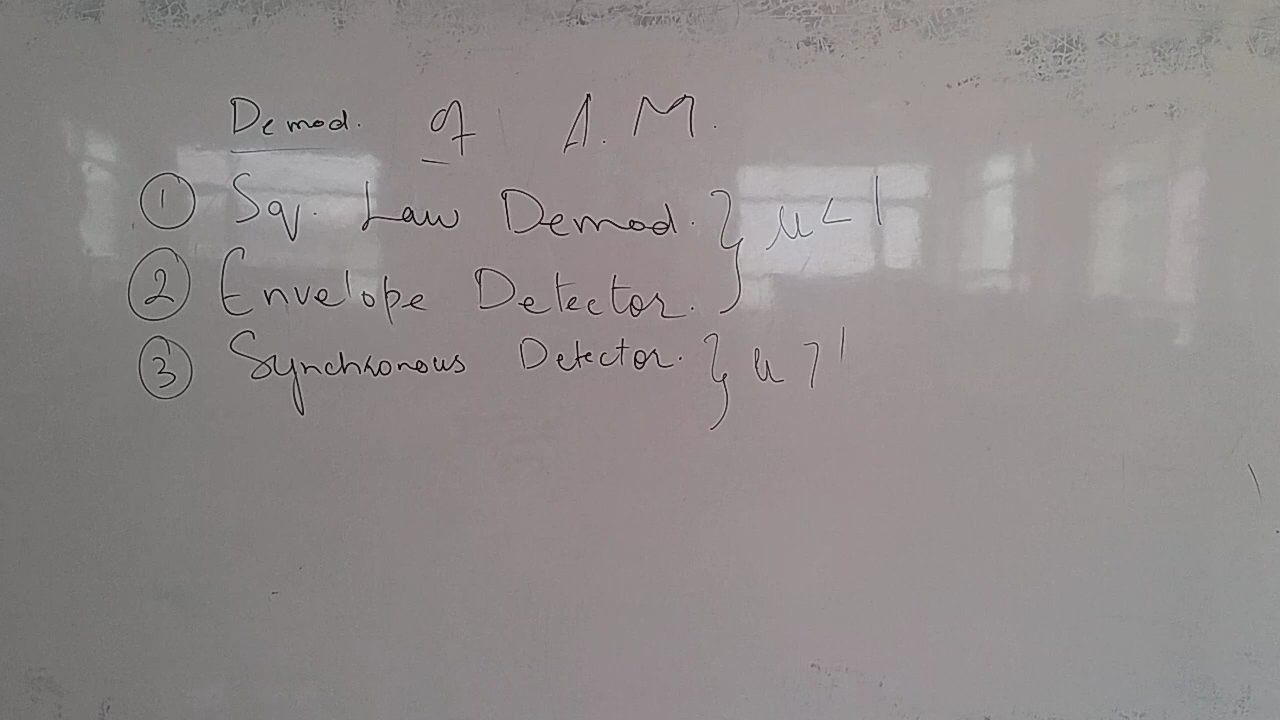 Demod. of A.M.
① Sq. Law Demod. } μ < 1
② Envelope Detector.
③ Synchronous Detector. } μ > 1